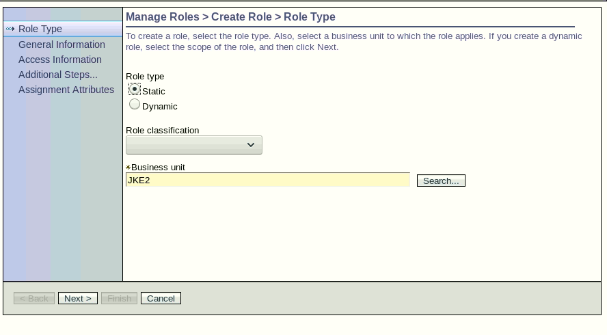 Manage Roles > Create Role > Role Type
Role Type
General Information
Access Information
Additional Steps...
Assignment Attributes
To create a role, select the role type. Also, select a business unit to which the role applies. If you create a dynamic
role, select the scope of the role, and then click Next.
Role type
Static
Dynamic
Role classification
*Business unit
JKE2 Search...
< Back Next > Finish Cancel